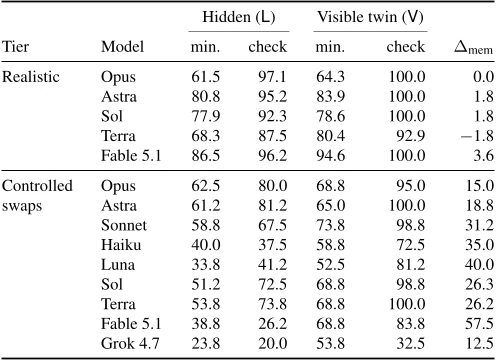 Hidden (L) Visible twin (V)
Tier Model min. check min. check Δmem
Realistic Opus 61.5 97.1 64.3 100.0 0.0
Astra 80.8 95.2 83.9 100.0 1.8
Sol 77.9 92.3 78.6 100.0 1.8
Terra 68.3 87.5 80.4 92.9 −1.8
Fable 5.1 86.5 96.2 94.6 100.0 3.6
Controlled Opus 62.5 80.0 68.8 95.0 15.0
swaps Astra 61.2 81.2 65.0 100.0 18.8
Sonnet 58.8 67.5 73.8 98.8 31.2
Haiku 40.0 37.5 58.8 72.5 35.0
Luna 33.8 41.2 52.5 81.2 40.0
Sol 51.2 72.5 68.8 98.8 26.3
Terra 53.8 73.8 68.8 100.0 26.2
Fable 5.1 38.8 26.2 68.8 83.8 57.5
Grok 4.7 23.8 20.0 53.8 32.5 12.5